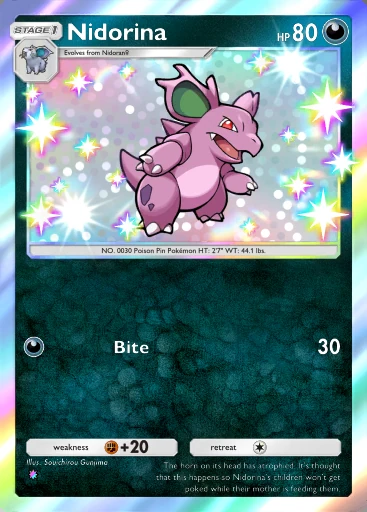 STAGE 1
Nidorina
HP 80
Evolves from Nidoran♀
NO. 0030 Poison Pin Pokémon HT: 2'7" WT: 44.1 lbs.
Bite 30
weakness +20
retreat
Illus. Souichirou Gunjima
The horn on its head has atrophied. It's thought
that this happens so Nidorina's children won't get
poked while their mother is feeding them.